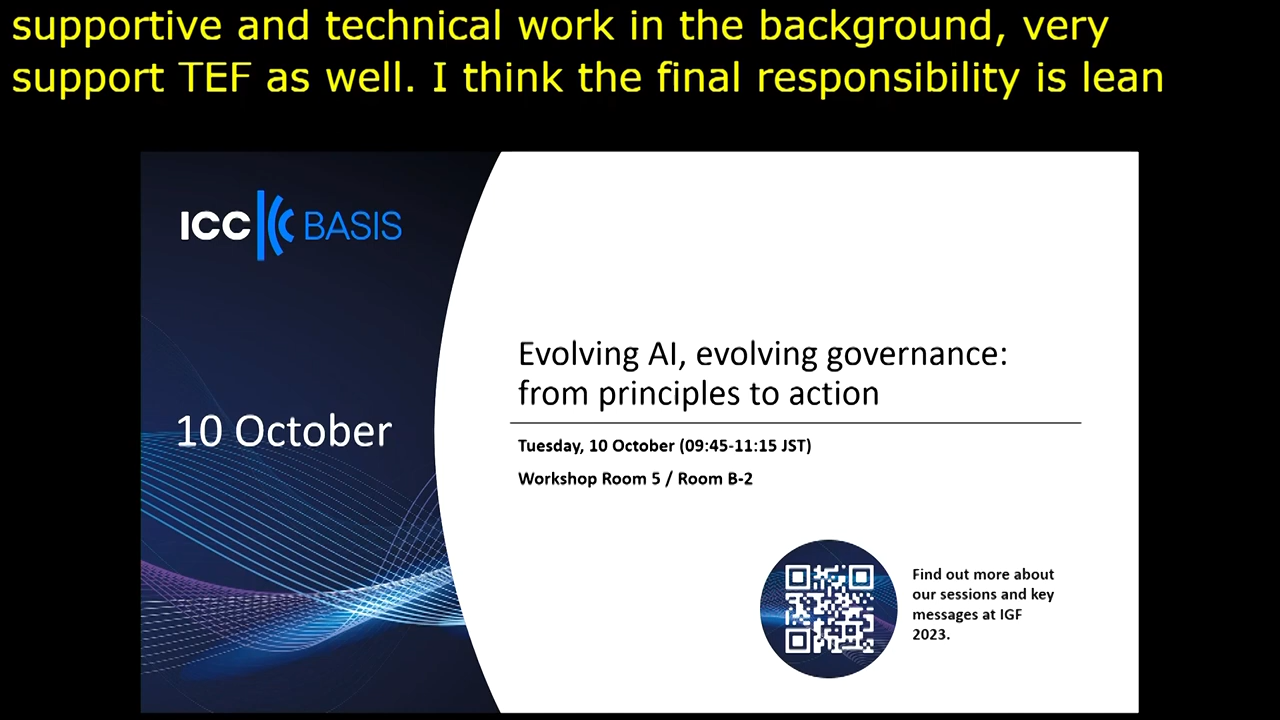 supportive and technical work in the background, very
support TEF as well. I think the final responsibility is lean
ICC BASIS
10 October
Evolving AI, evolving governance:
from principles to action
Tuesday, 10 October (09:45-11:15 JST)
Workshop Room 5 / Room B-2
Find out more about
our sessions and key
messages at IGF
2023.